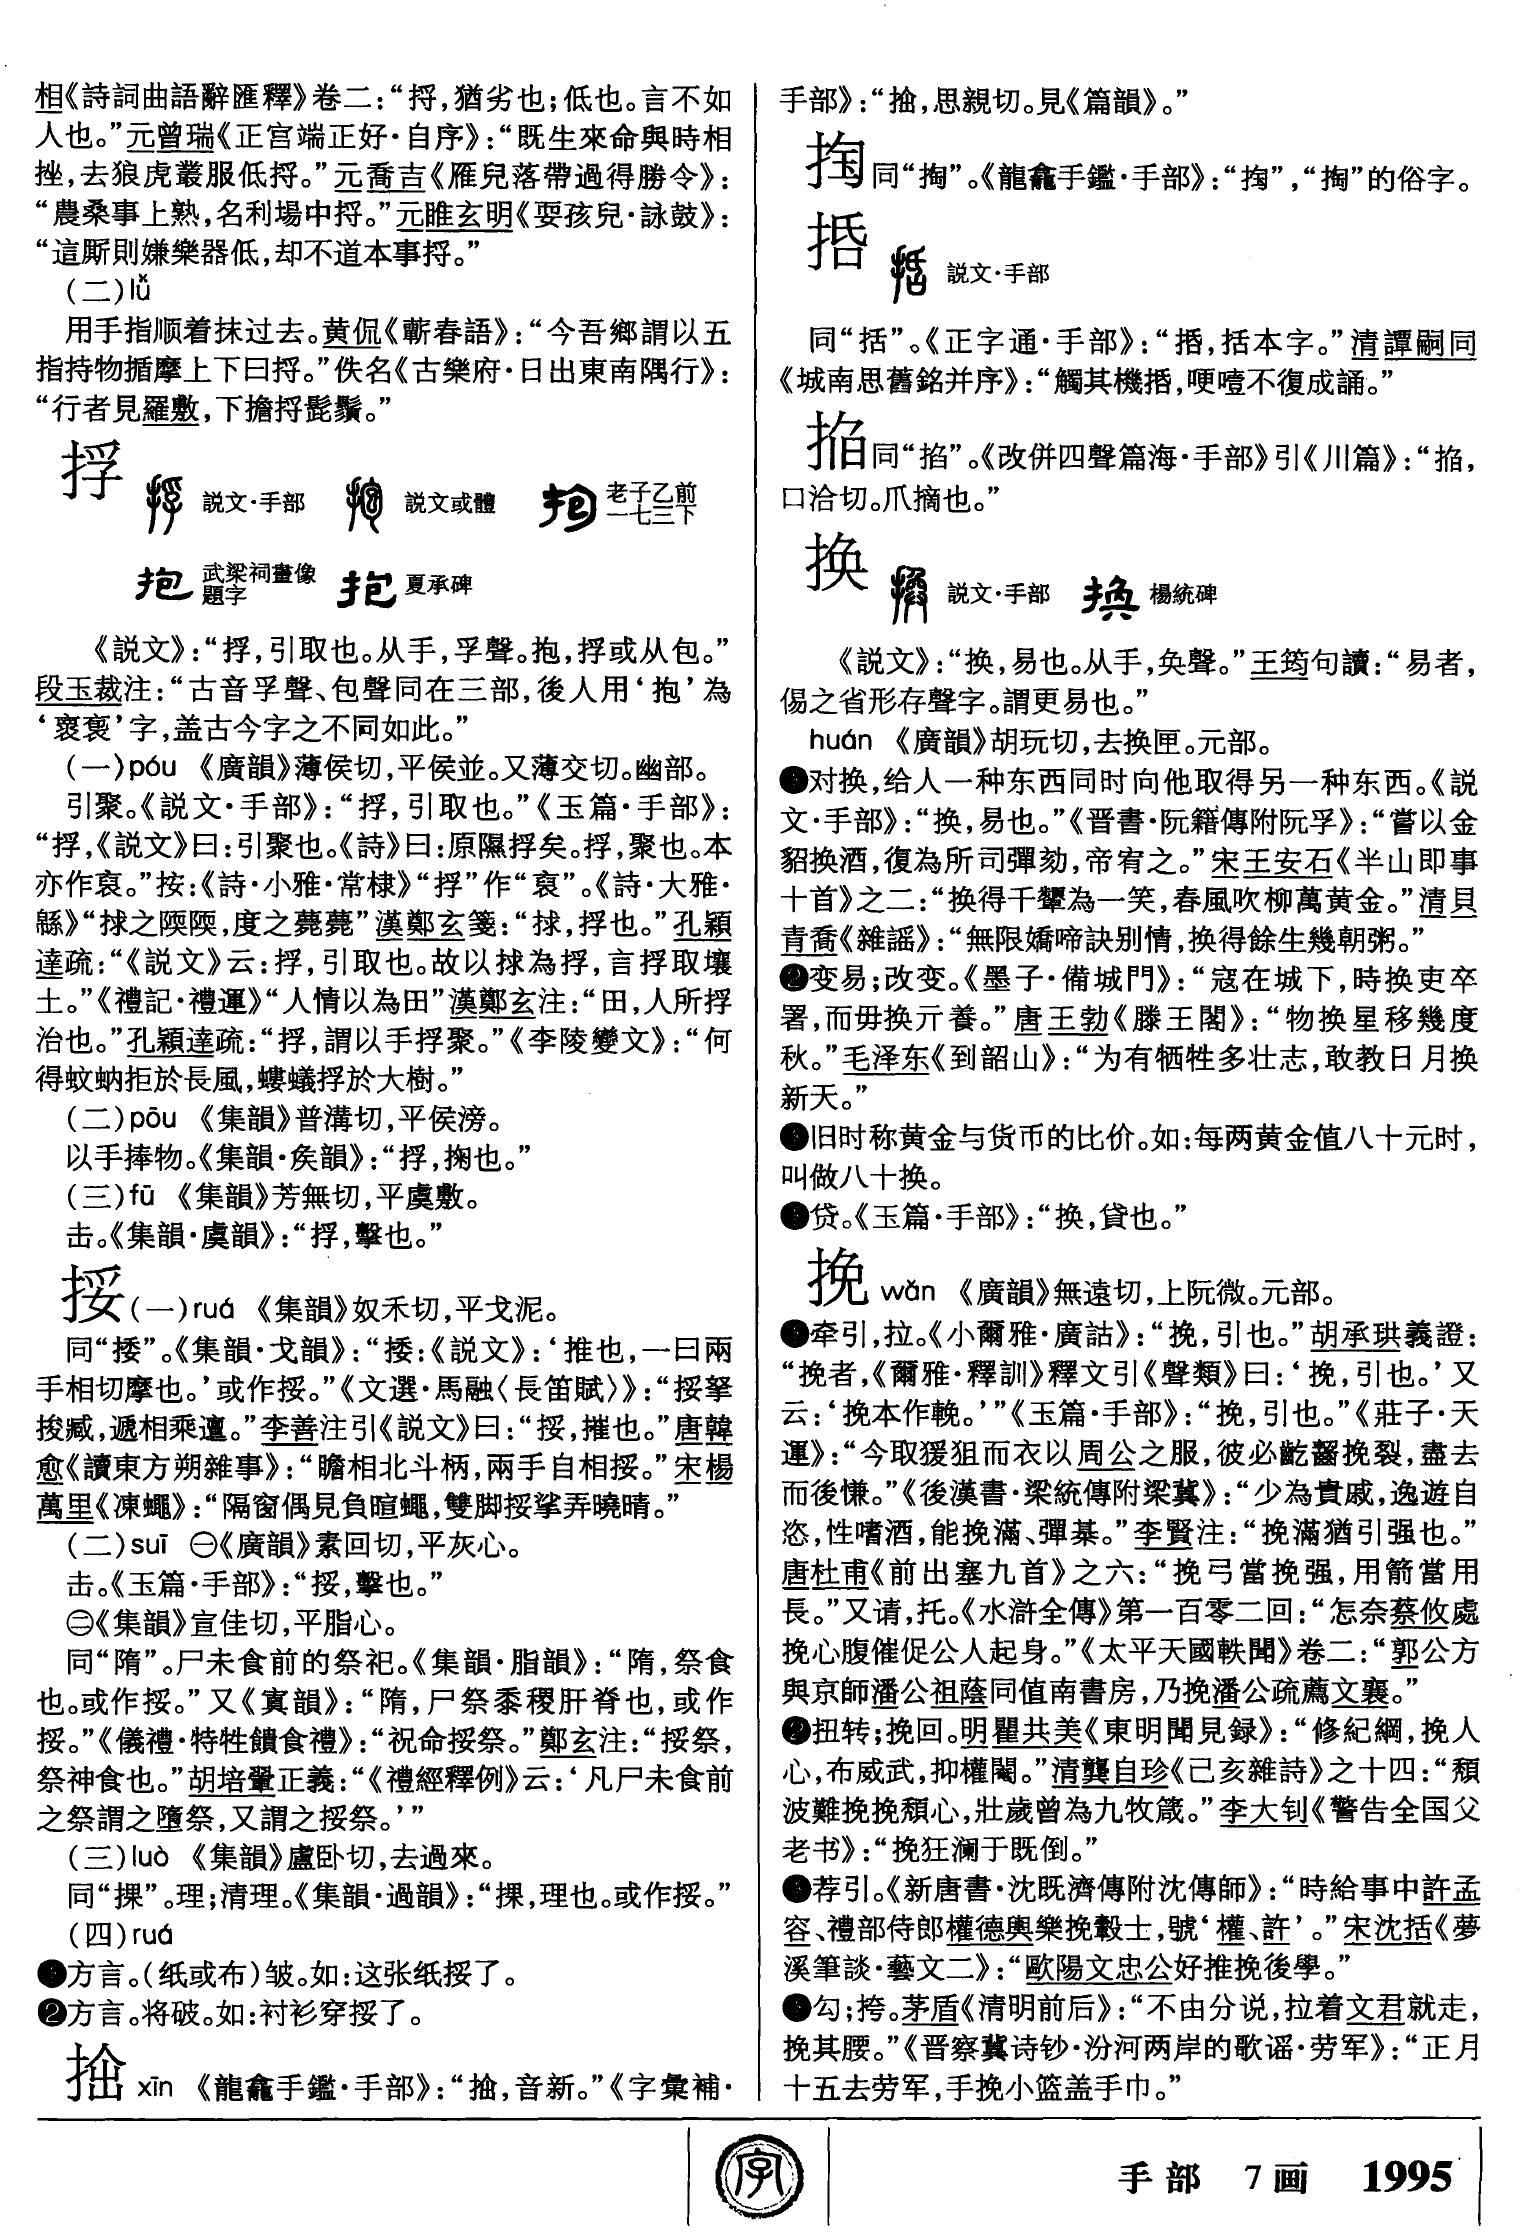 相《詩詞曲語辭匯釋》卷二：“捋，猶劣也；低也。言不如
人也。”元曾瑞《正宫端正好·自序》：“既生來命與時相
挫，去狼虎叢服低捋。”元喬吉《雁兒落帶過得勝令》：
“農桑事上熟，名利場中捋。”元睢玄明《耍孩兒·詠鼓》：
“這厮則嫌樂器低，却不道本事捋。”
（二）lǚ
用手指顺着抹过去。黄侃《蘄春語》：“今吾鄉謂以五
指持物揗摩上下曰捋。”佚名《古樂府·日出東南隅行》：
“行者見羅敷，下擔捋髭鬚。”
捊 説文·手部 説文或體 老子乙前一七三下
武梁祠畫像題字 夏承碑
《説文》：“捊，引取也。从手，孚聲。抱，捊或从包。”
段玉裁注：“古音孚聲、包聲同在三部，後人用‘抱’為
‘褱袌’字，盖古今字之不同如此。”
（一）póu 《廣韻》薄侯切，平侯並。又薄交切。幽部。
引聚。《説文·手部》：“捊，引取也。”《玉篇·手部》：
“捊，《説文》曰：引聚也。《詩》曰：原隰捊矣。捊，聚也。本
亦作裒。”按：《詩·小雅·常棣》“捊”作“裒”。《詩·大雅·
緜》“捄之陾陾，度之薨薨”漢鄭玄箋：“捄，捊也。”孔穎
達疏：“《説文》云：捊，引取也。故以捄為捊，言捊取壤
土。”《禮記·禮運》“人情以為田”漢鄭玄注：“田，人所捊
治也。”孔穎達疏：“捊，謂以手捊聚。”《李陵變文》：“何
得蚊蚋拒於長風，螻蟻捊於大樹。”
（二）pōu 《集韻》普溝切，平侯滂。
以手捧物。《集韻·矦韻》：“捊，掬也。”
（三）fū 《集韻》芳無切，平虞敷。
击。《集韻·虞韻》：“捊，擊也。”
挼（一）ruá 《集韻》奴禾切，平戈泥。
同“捼”。《集韻·戈韻》：“捼：《説文》：‘推也，一曰兩
手相切摩也。’或作挼。”《文選·馬融〈長笛賦〉》：“挼拏
捘臧，遞相乘邅。”李善注引《説文》曰：“挼，摧也。”唐韓
愈《讀東方朔雜事》：“瞻相北斗柄，兩手自相挼。”宋楊
萬里《凍蠅》：“隔窗偶見負暄蠅，雙脚挼挲弄曉晴。”
（二）suī ㊀《廣韻》素回切，平灰心。
击。《玉篇·手部》：“挼，擊也。”
㊁《集韻》宣佳切，平脂心。
同“隋”。尸未食前的祭祀。《集韻·脂韻》：“隋，祭食
也。或作挼。”又《寘韻》：“隋，尸祭黍稷肝脊也，或作
挼。”《儀禮·特牲饋食禮》：“祝命挼祭。”鄭玄注：“挼祭，
祭神食也。”胡培翬正義：“《禮經釋例》云：‘凡尸未食前
之祭謂之墮祭，又謂之挼祭。’”
（三）luò 《集韻》盧卧切，去過來。
同“摞”。理；清理。《集韻·過韻》：“摞，理也。或作挼。”
（四）ruá
❶方言。（纸或布）皱。如：这张纸挼了。
❷方言。将破。如：衬衫穿挼了。
xīn 《龍龕手鑑·手部》：“，音新。”《字彙補·
手部》：“，思親切。見《篇韻》。”
同“掏”。《龍龕手鑑·手部》：“”，“掏”的俗字。
𢬸 説文·手部
同“括”。《正字通·手部》：“，括本字。”清譚嗣同
《城南思舊銘并序》：“觸其機，哽噎不復成誦。”
同“掐”。《改併四聲篇海·手部》引《川篇》：“，
口洽切。爪摘也。”
换 説文·手部 楊統碑
《説文》：“换，易也。从手，奂聲。”王筠句讀：“易者，
傷之省形存聲字。謂更易也。”
huán 《廣韻》胡玩切，去换匣。元部。
❶对换，给人一种东西同时向他取得另一种东西。《説
文·手部》：“换，易也。”《晋書·阮籍傳附阮孚》：“嘗以金
貂换酒，復為所司彈劾，帝宥之。”宋王安石《半山即事
十首》之二：“换得千顰為一笑，春風吹柳萬黄金。”清貝
青喬《雜謡》：“無限嬌啼訣别情，换得餘生幾朝粥。”
❷变易；改变。《墨子·備城門》：“寇在城下，時换吏卒
署，而毋换亓養。”唐王勃《滕王閣》：“物换星移幾度
秋。”毛泽东《到韶山》：“为有牺牲多壮志，敢教日月换
新天。”
❸旧时称黄金与货币的比价。如：每两黄金值八十元时，
叫做八十换。
❹贷。《玉篇·手部》：“换，貸也。”
挽 wǎn 《廣韻》無遠切，上阮微。元部。
❶牵引，拉。《小爾雅·廣詁》：“挽，引也。”胡承珙義證：
“挽者，《爾雅·釋訓》釋文引《聲類》曰：‘挽，引也。’又
云：‘挽本作輓。’”《玉篇·手部》：“挽，引也。”《莊子·天
運》：“今取猨狙而衣以周公之服，彼必齕齧挽裂，盡去
而後慊。”《後漢書·梁統傳附梁冀》：“少為貴戚，逸遊自
恣，性嗜酒，能挽滿、彈棊。”李賢注：“挽滿猶引强也。”
唐杜甫《前出塞九首》之六：“挽弓當挽强，用箭當用
長。”又请，托。《水滸全傳》第一百零二回：“怎奈蔡攸處
挽心腹催促公人起身。”《太平天國軼聞》卷二：“郭公方
與京師潘公祖蔭同值南書房，乃挽潘公疏薦文襄。”
❷扭转；挽回。明瞿共美《東明聞見録》：“修紀綱，挽人
心，布威武，抑權閹。”清龔自珍《己亥雜詩》之十四：“頹
波難挽挽頹心，壯歲曾為九牧箴。”李大钊《警告全国父
老书》：“挽狂澜于既倒。”
❸荐引。《新唐書·沈既濟傳附沈傳師》：“時給事中許孟
容、禮部侍郎權德輿樂挽轂士，號‘權、許’。”宋沈括《夢
溪筆談·藝文二》：“歐陽文忠公好推挽後學。”
❹勾；挎。茅盾《清明前后》：“不由分说，拉着文君就走，
挽其腰。”《晋察冀诗钞·汾河两岸的歌谣·劳军》：“正月
十五去劳军，手挽小篮盖手巾。”
字
手部 7画 1995